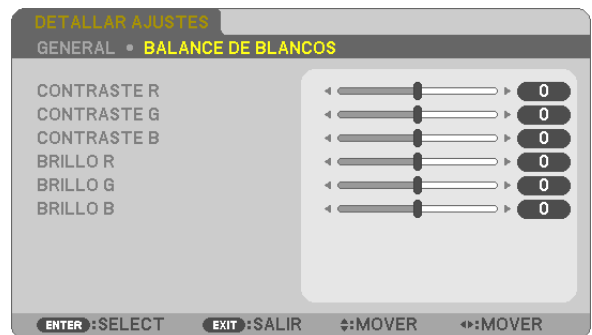 DETALLAR AJUSTES
GENERAL • BALANCE DE BLANCOS
CONTRASTE R 0
CONTRASTE G 0
CONTRASTE B 0
BRILLO R 0
BRILLO G 0
BRILLO B 0
ENTER :SELECT EXIT :SALIR :MOVER :MOVER